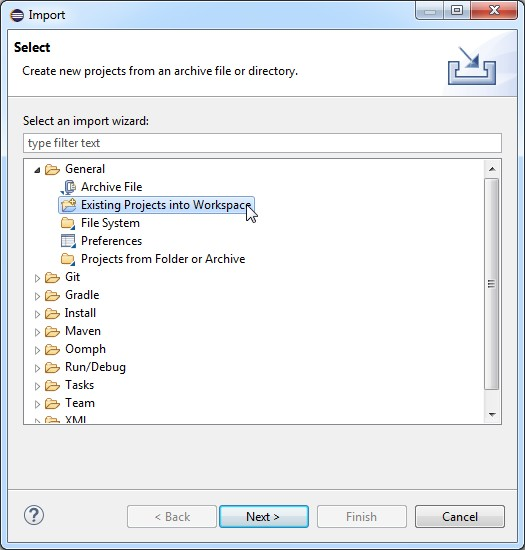 Import
Select
Create new projects from an archive file or directory.
Select an import wizard:
type filter text
General
Archive File
Existing Projects into Workspace
File System
Preferences
Projects from Folder or Archive
Git
Gradle
Install
Maven
Oomph
Run/Debug
Tasks
Team
XML
?
< Back
Next >
Finish
Cancel